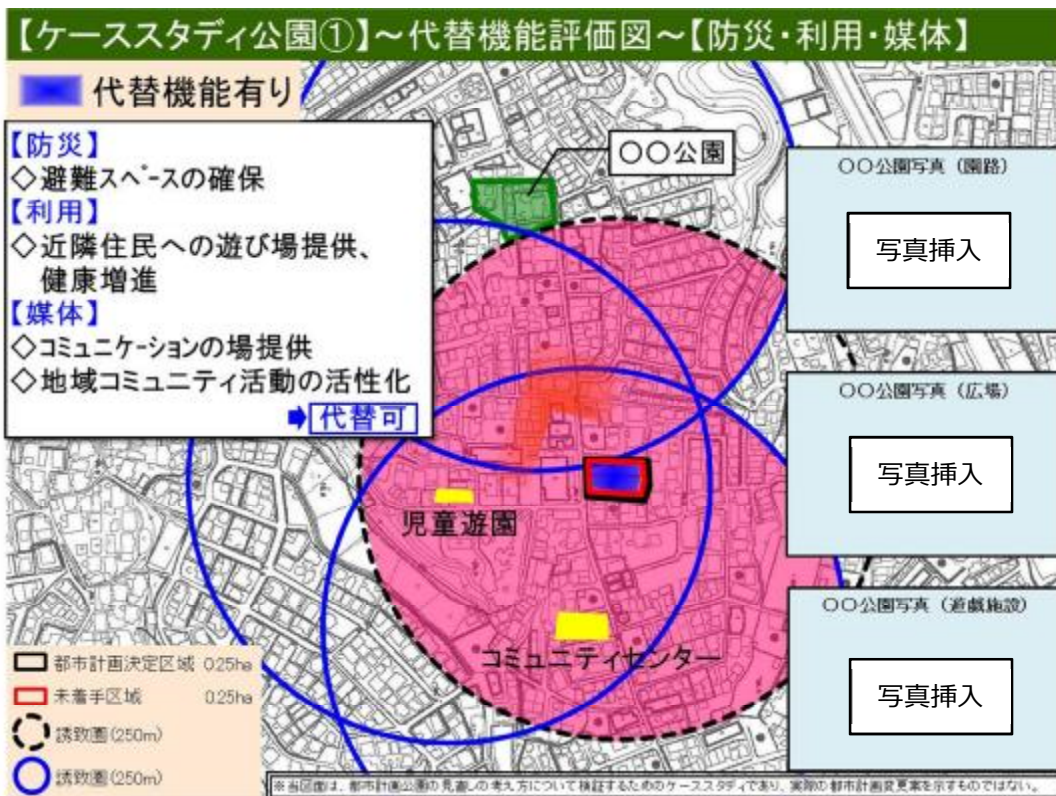 【ケーススタディ公園①】～代替機能評価図～【防災・利用・媒体】
代替機能有り
【防災】
◇避難スペースの確保
【利用】
◇近隣住民への遊び場提供、
健康増進
【媒体】
◇コミュニケーションの場提供
◇地域コミュニティ活動の活性化
➡代替可
〇〇公園
〇〇公園写真（園路）
写真挿入
〇〇公園写真（広場）
写真挿入
〇〇公園写真（遊戯施設）
写真挿入
児童遊園
コミュニティセンター
都市計画決定区域 0.25ha
未着手区域 0.25ha
誘致圏(250m)
誘致圏(250m)
※当図面は、都市計画公園の見直しの考え方について検証するためのケーススタディであり、実際の都市計画変更案を示すものではない。